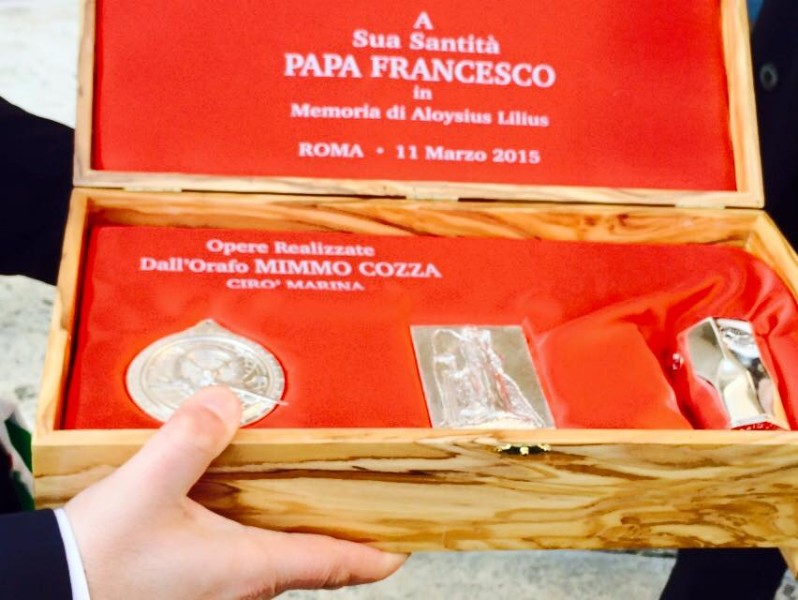 A
Sua Santità
PAPA FRANCESCO
in
Memoria di Aloysius Lilius
ROMA • 11 Marzo 2015
Opere Realizzate
Dall'Orafo MIMMO COZZA
CIRO' MARINA